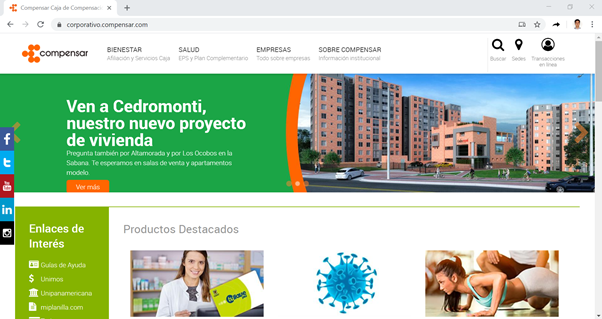 Compensar Caja de Compensac
corporativo.compensar.com
compensar
BIENESTAR
Afiliación y Servicios Caja
SALUD
EPS y Plan Complementario
EMPRESAS
Todo sobre empresas
SOBRE COMPENSAR
Información institucional
Buscar
Sedes
Transacciones
en línea
Ven a Cedromonti,
nuestro nuevo proyecto
de vivienda
Pregunta también por Altamorada y por Los Ocobos en la
Sabana. Te esperamos en salas de venta y apartamentos
modelo.
Ver más
Enlaces de
Interés
Guías de Ayuda
Unimos
Unipanamericana
miplanilla.com
Productos Destacados